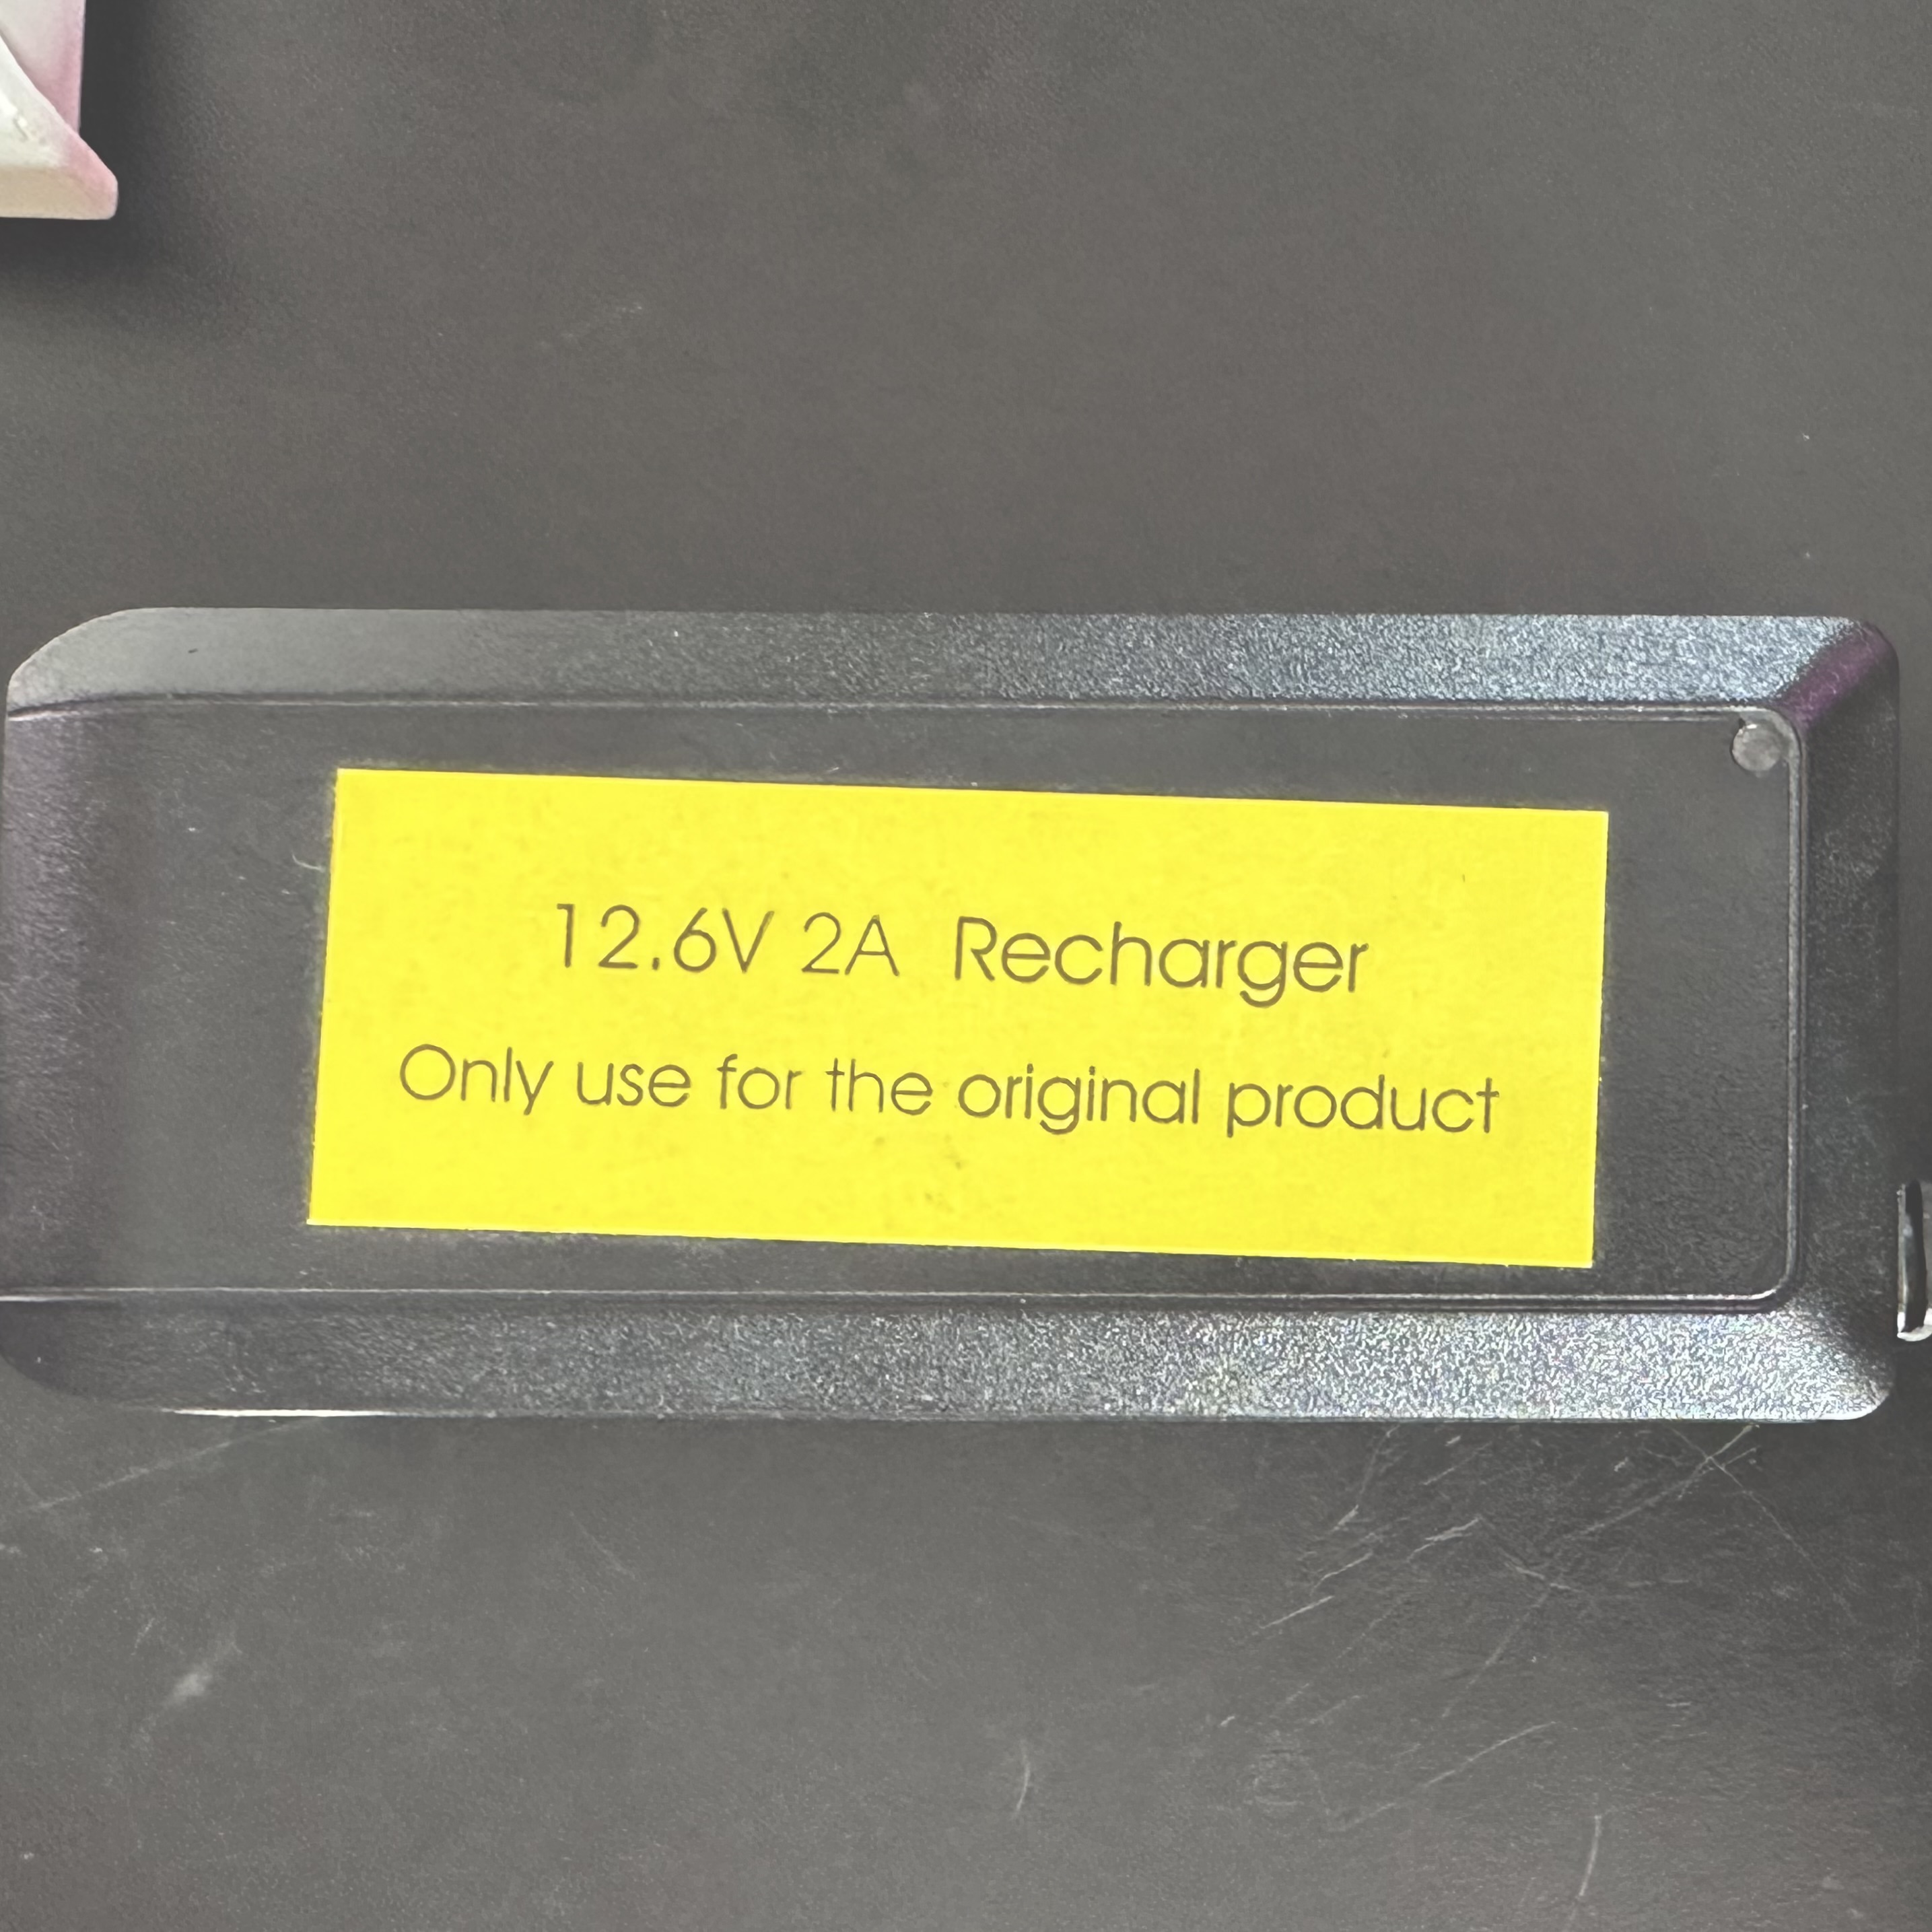 12.6V 2A Recharger
Only use for the original product